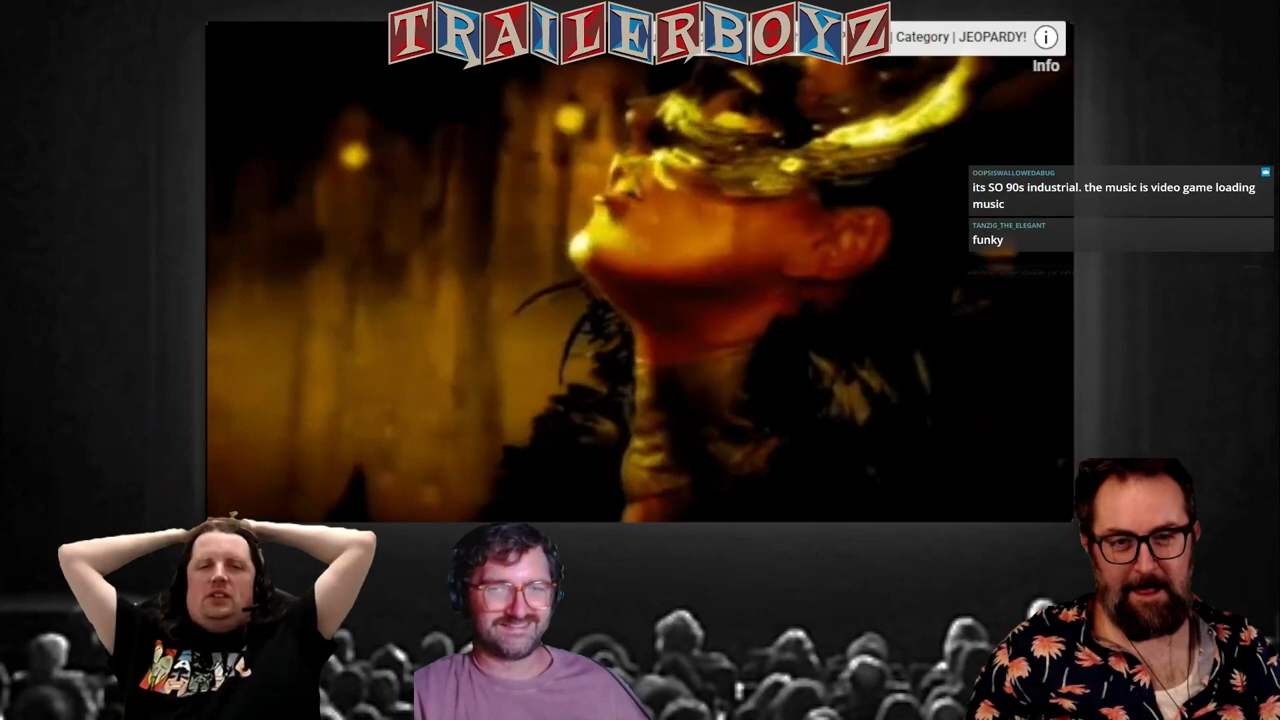 TRAILERBOYZ
| Category | JEOPARDY!
Info
OOPSISWALLOWEDABUG
its SO 90s industrial. the music is video game loading
music
TANZIG_THE_ELEGANT
funky